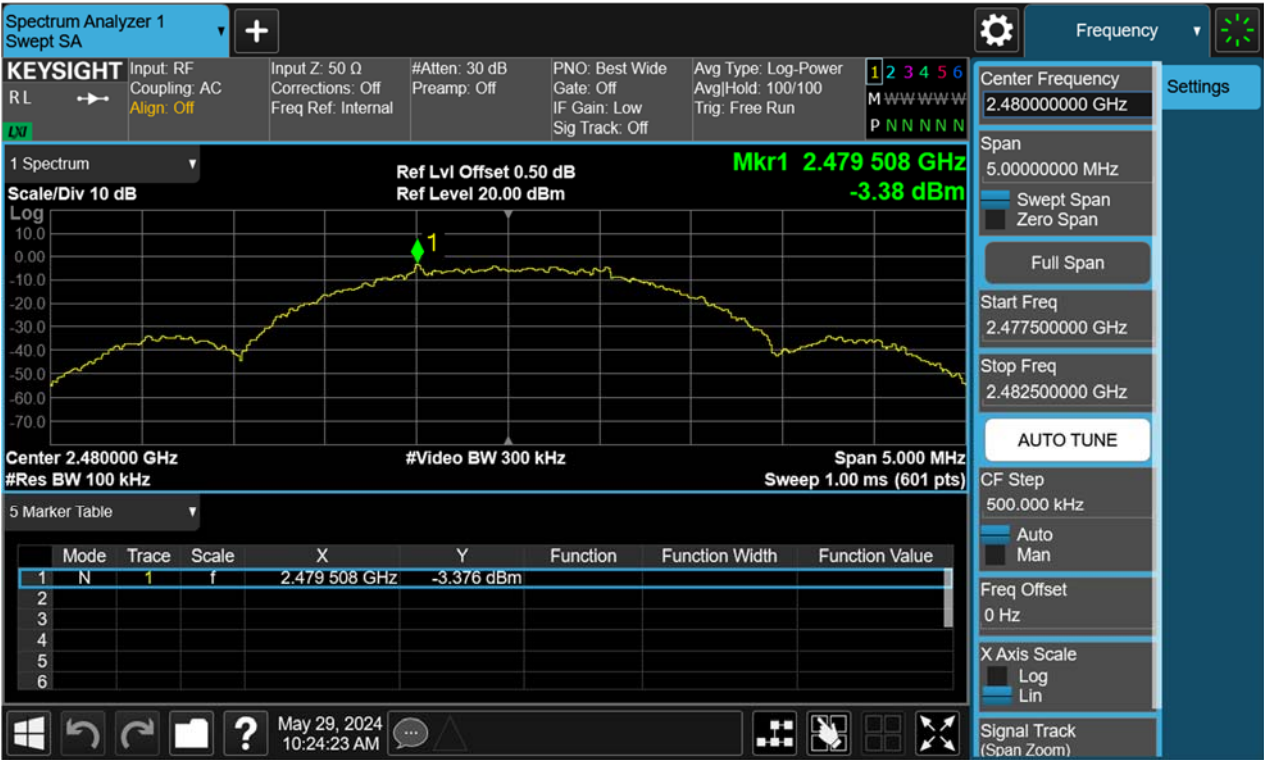 Spectrum Analyzer 1
Swept SA
+
Frequency
KEYSIGHT
R L
LXI
Input: RF
Coupling: AC
Align: Off
Input Z: 50 Ω
Corrections: Off
Freq Ref: Internal
#Atten: 30 dB
Preamp: Off
PNO: Best Wide
Gate: Off
IF Gain: Low
Sig Track: Off
Avg Type: Log-Power
Avg|Hold: 100/100
Trig: Free Run
1 2 3 4 5 6
M W W W W W
P N N N N N
1 Spectrum
Scale/Div 10 dB
Ref Lvl Offset 0.50 dB
Ref Level 20.00 dBm
Mkr1 2.479 508 GHz
-3.38 dBm
Log
10.0
0.00
-10.0
-20.0
-30.0
-40.0
-50.0
-60.0
-70.0
1
Center 2.480000 GHz
#Video BW 300 kHz
Span 5.000 MHz
#Res BW 100 kHz
Sweep 1.00 ms (601 pts)
5 Marker Table
Mode Trace Scale X Y Function Function Width Function Value
1 N 1 f 2.479 508 GHz -3.376 dBm
2
3
4
5
6
?
May 29, 2024
10:24:23 AM
Center Frequency
2.480000000 GHz
Settings
Span
5.00000000 MHz
Swept Span
Zero Span
Full Span
Start Freq
2.477500000 GHz
Stop Freq
2.482500000 GHz
AUTO TUNE
CF Step
500.000 kHz
Auto
Man
Freq Offset
0 Hz
X Axis Scale
Log
Lin
Signal Track
(Span Zoom)